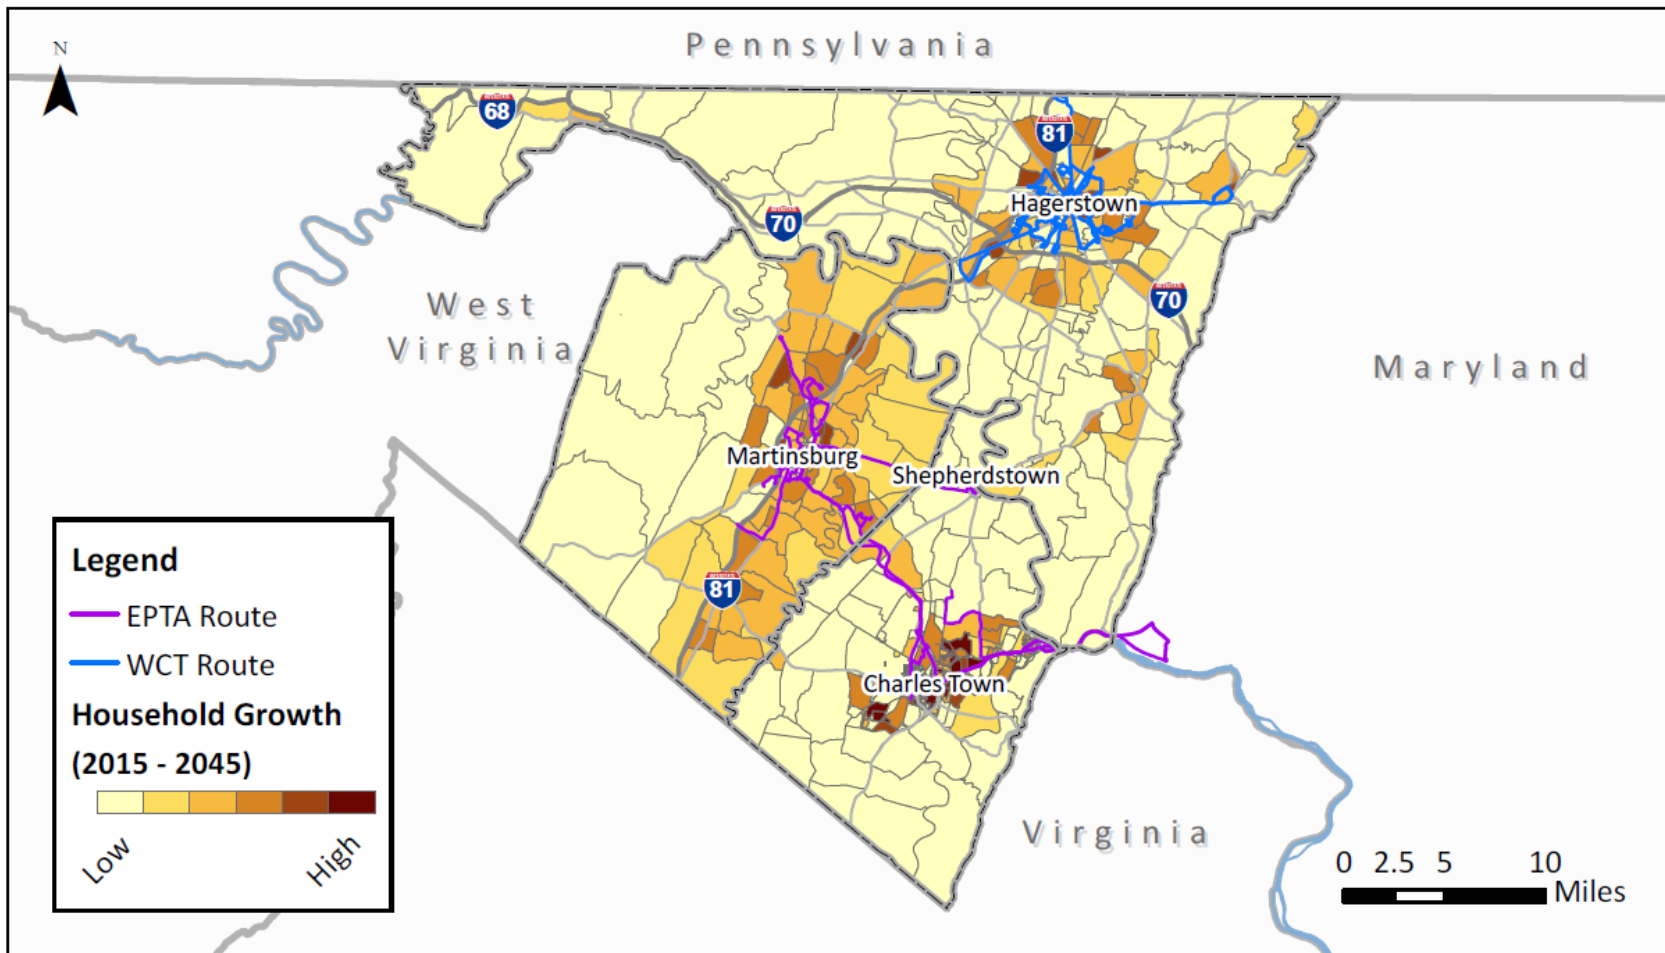 Pennsylvania
N
68
81
Hagerstown
70
70
West
Virginia
Maryland
Martinsburg
Shepherdstown
81
Charles Town
Virginia
Legend
EPTA Route
WCT Route
Household Growth
(2015 - 2045)
Low
High
0 2.5 5 10
Miles